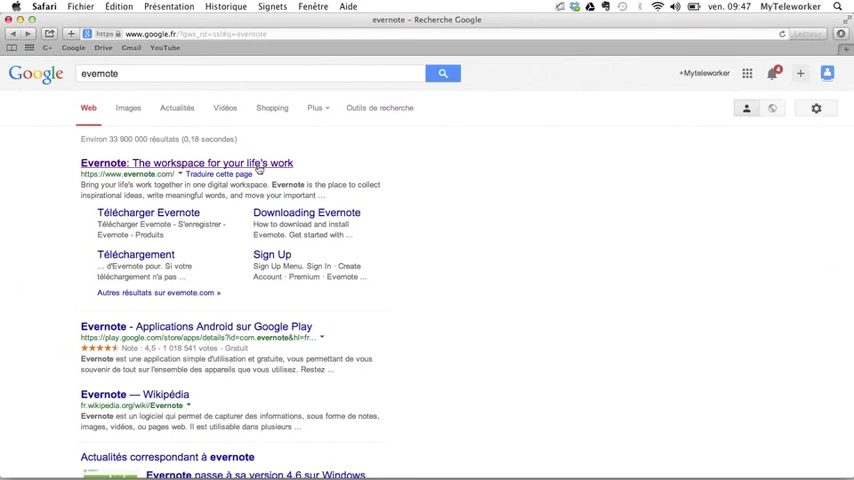 Safari Fichier Édition Présentation Historique Signets Fenêtre Aide ven. 09:47 MyTeleworker
evernote – Recherche Google
https www.google.fr/?gws_rd=ssl#q=evernote Lecteur
G+ Google Drive Gmail YouTube
Google evernote +Myteleworker 4
Web Images Actualités Vidéos Shopping Plus Outils de recherche
Environ 33 900 000 résultats (0,18 secondes)
Evernote: The workspace for your life's work
https://www.evernote.com/ Traduire cette page
Bring your life's work together in one digital workspace. Evernote is the place to collect
inspirational ideas, write meaningful words, and move your important ...
Télécharger Evernote Downloading Evernote
Télécharger Evernote - S'enregistrer - How to download and install
Evernote - Produits Evernote. Get started with ...
Téléchargement Sign Up
... d'Evernote pour. Si votre Sign Up Menu. Sign In · Create
téléchargement n'a pas ... Account · Premium · Evernote ...
Autres résultats sur evernote.com »
Evernote - Applications Android sur Google Play
https://play.google.com/store/apps/details?id=com.evernote&hl=fr...
Note : 4,5 - 1 018 541 votes - Gratuit
Evernote est une application simple d'utilisation et gratuite, vous permettant de vous
souvenir de tout sur l'ensemble des appareils que vous utilisez. Restez ...
Evernote — Wikipédia
fr.wikipedia.org/wiki/Evernote
Evernote est un logiciel qui permet de capturer des informations, sous forme de notes,
images, vidéos, ou pages web. Il est utilisable dans plusieurs ...
Actualités correspondant à evernote
Evernote passe à sa version 4.6 sur Windows